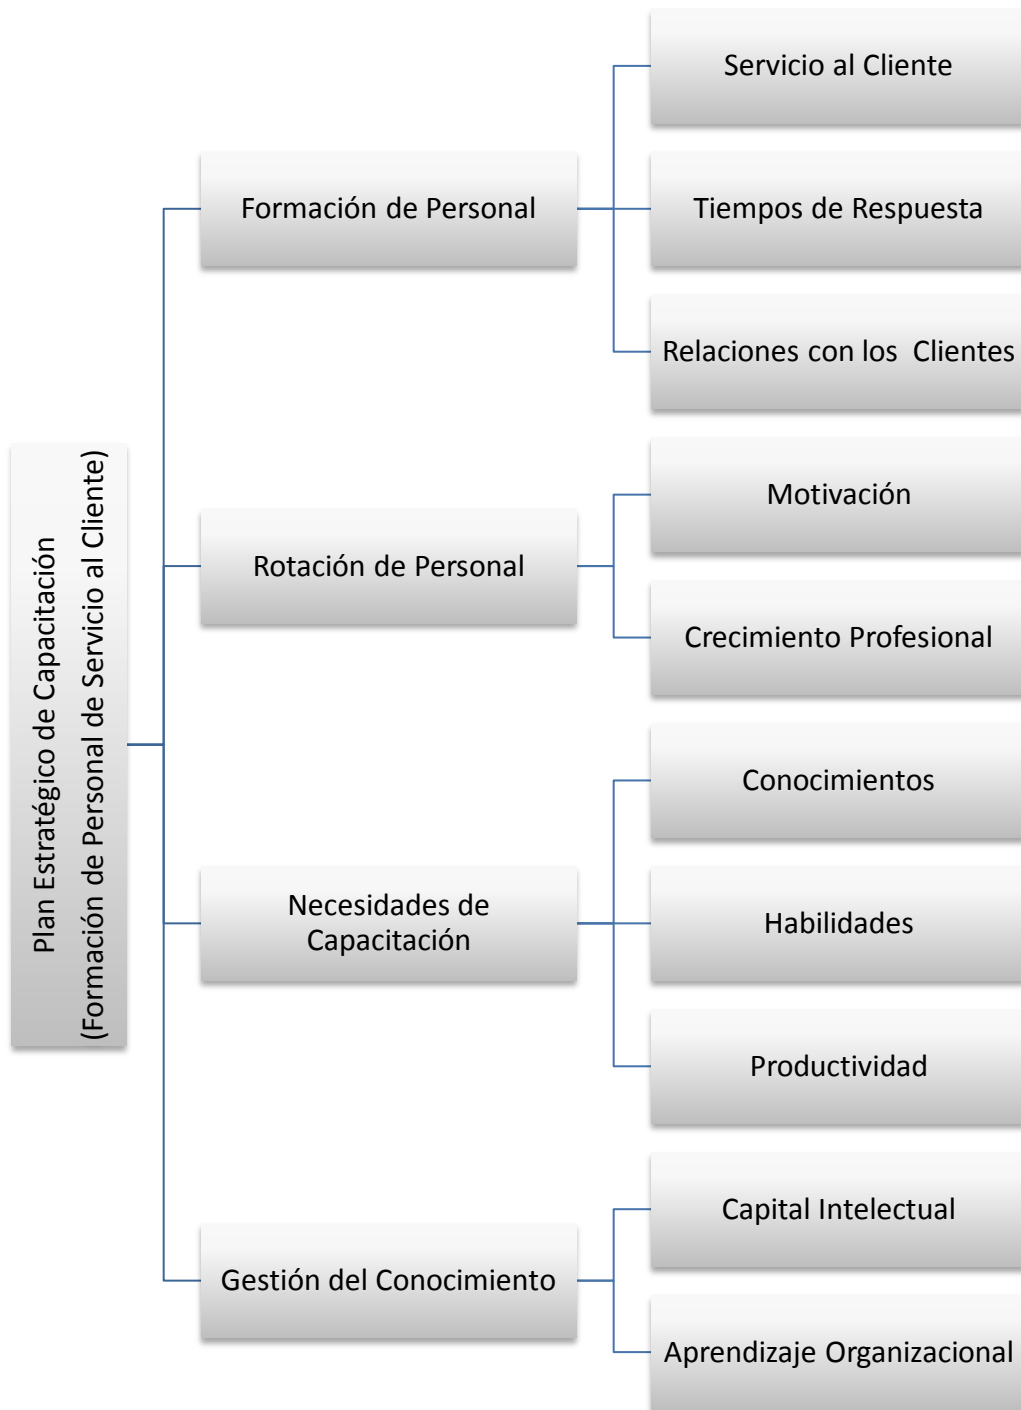 Plan Estratégico de Capacitación
(Formación de Personal de Servicio al Cliente)
Formación de Personal
Servicio al Cliente
Tiempos de Respuesta
Relaciones con los  Clientes
Rotación de Personal
Motivación
Crecimiento Profesional
Necesidades de
Capacitación
Conocimientos
Habilidades
Productividad
Gestión del Conocimiento
Capital Intelectual
Aprendizaje Organizacional